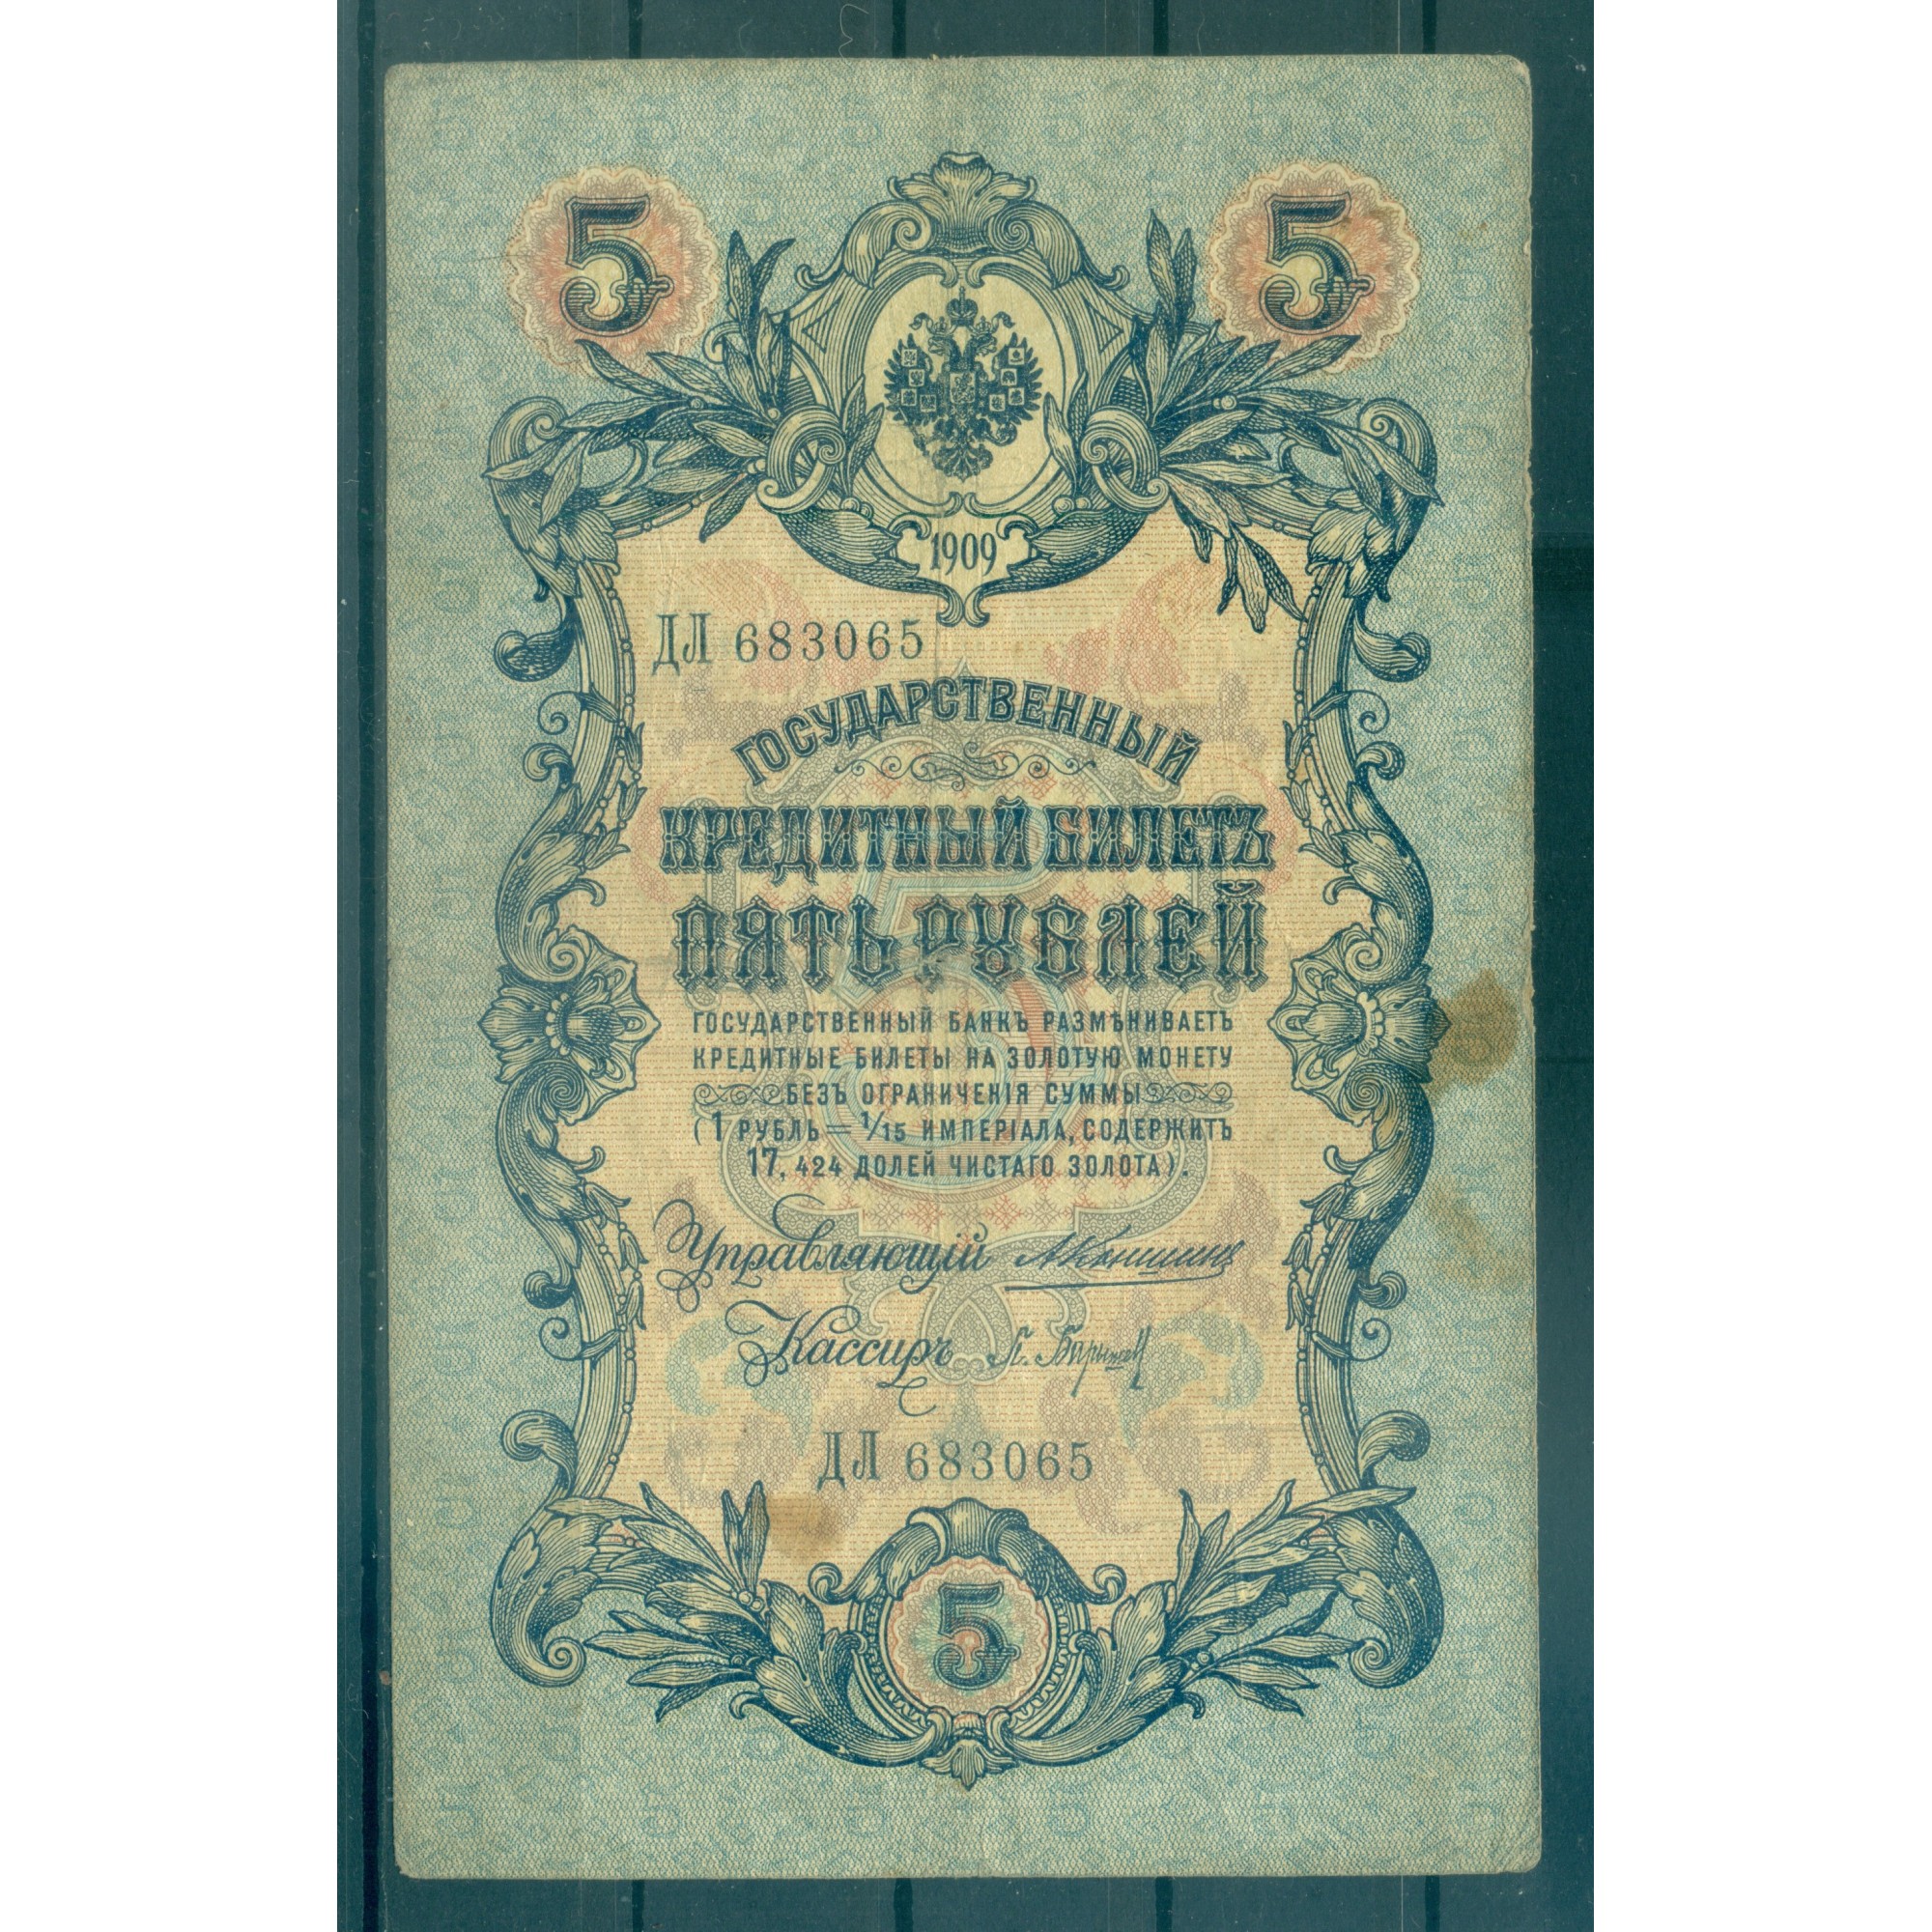 5 5
1909
ДЛ 683065
ГОСУДАРСТВЕННЫЙ
КРЕДИТНЫЙ БИЛЕТЪ
ПЯТЬ РУБЛЕЙ
ГОСУДАРСТВЕННЫЙ БАНКЪ РАЗМѢНИВАЕТЪ
КРЕДИТНЫЕ БИЛЕТЫ НА ЗОЛОТУЮ МОНЕТУ
БЕЗЪ ОГРАНИЧЕНІЯ СУММЫ
(1 РУБЛЬ = 1/15 ИМПЕРІАЛА, СОДЕРЖИТЪ
17,424 ДОЛЕЙ ЧИСТАГО ЗОЛОТА).
Управляющій
Кассиръ
ДЛ 683065
5